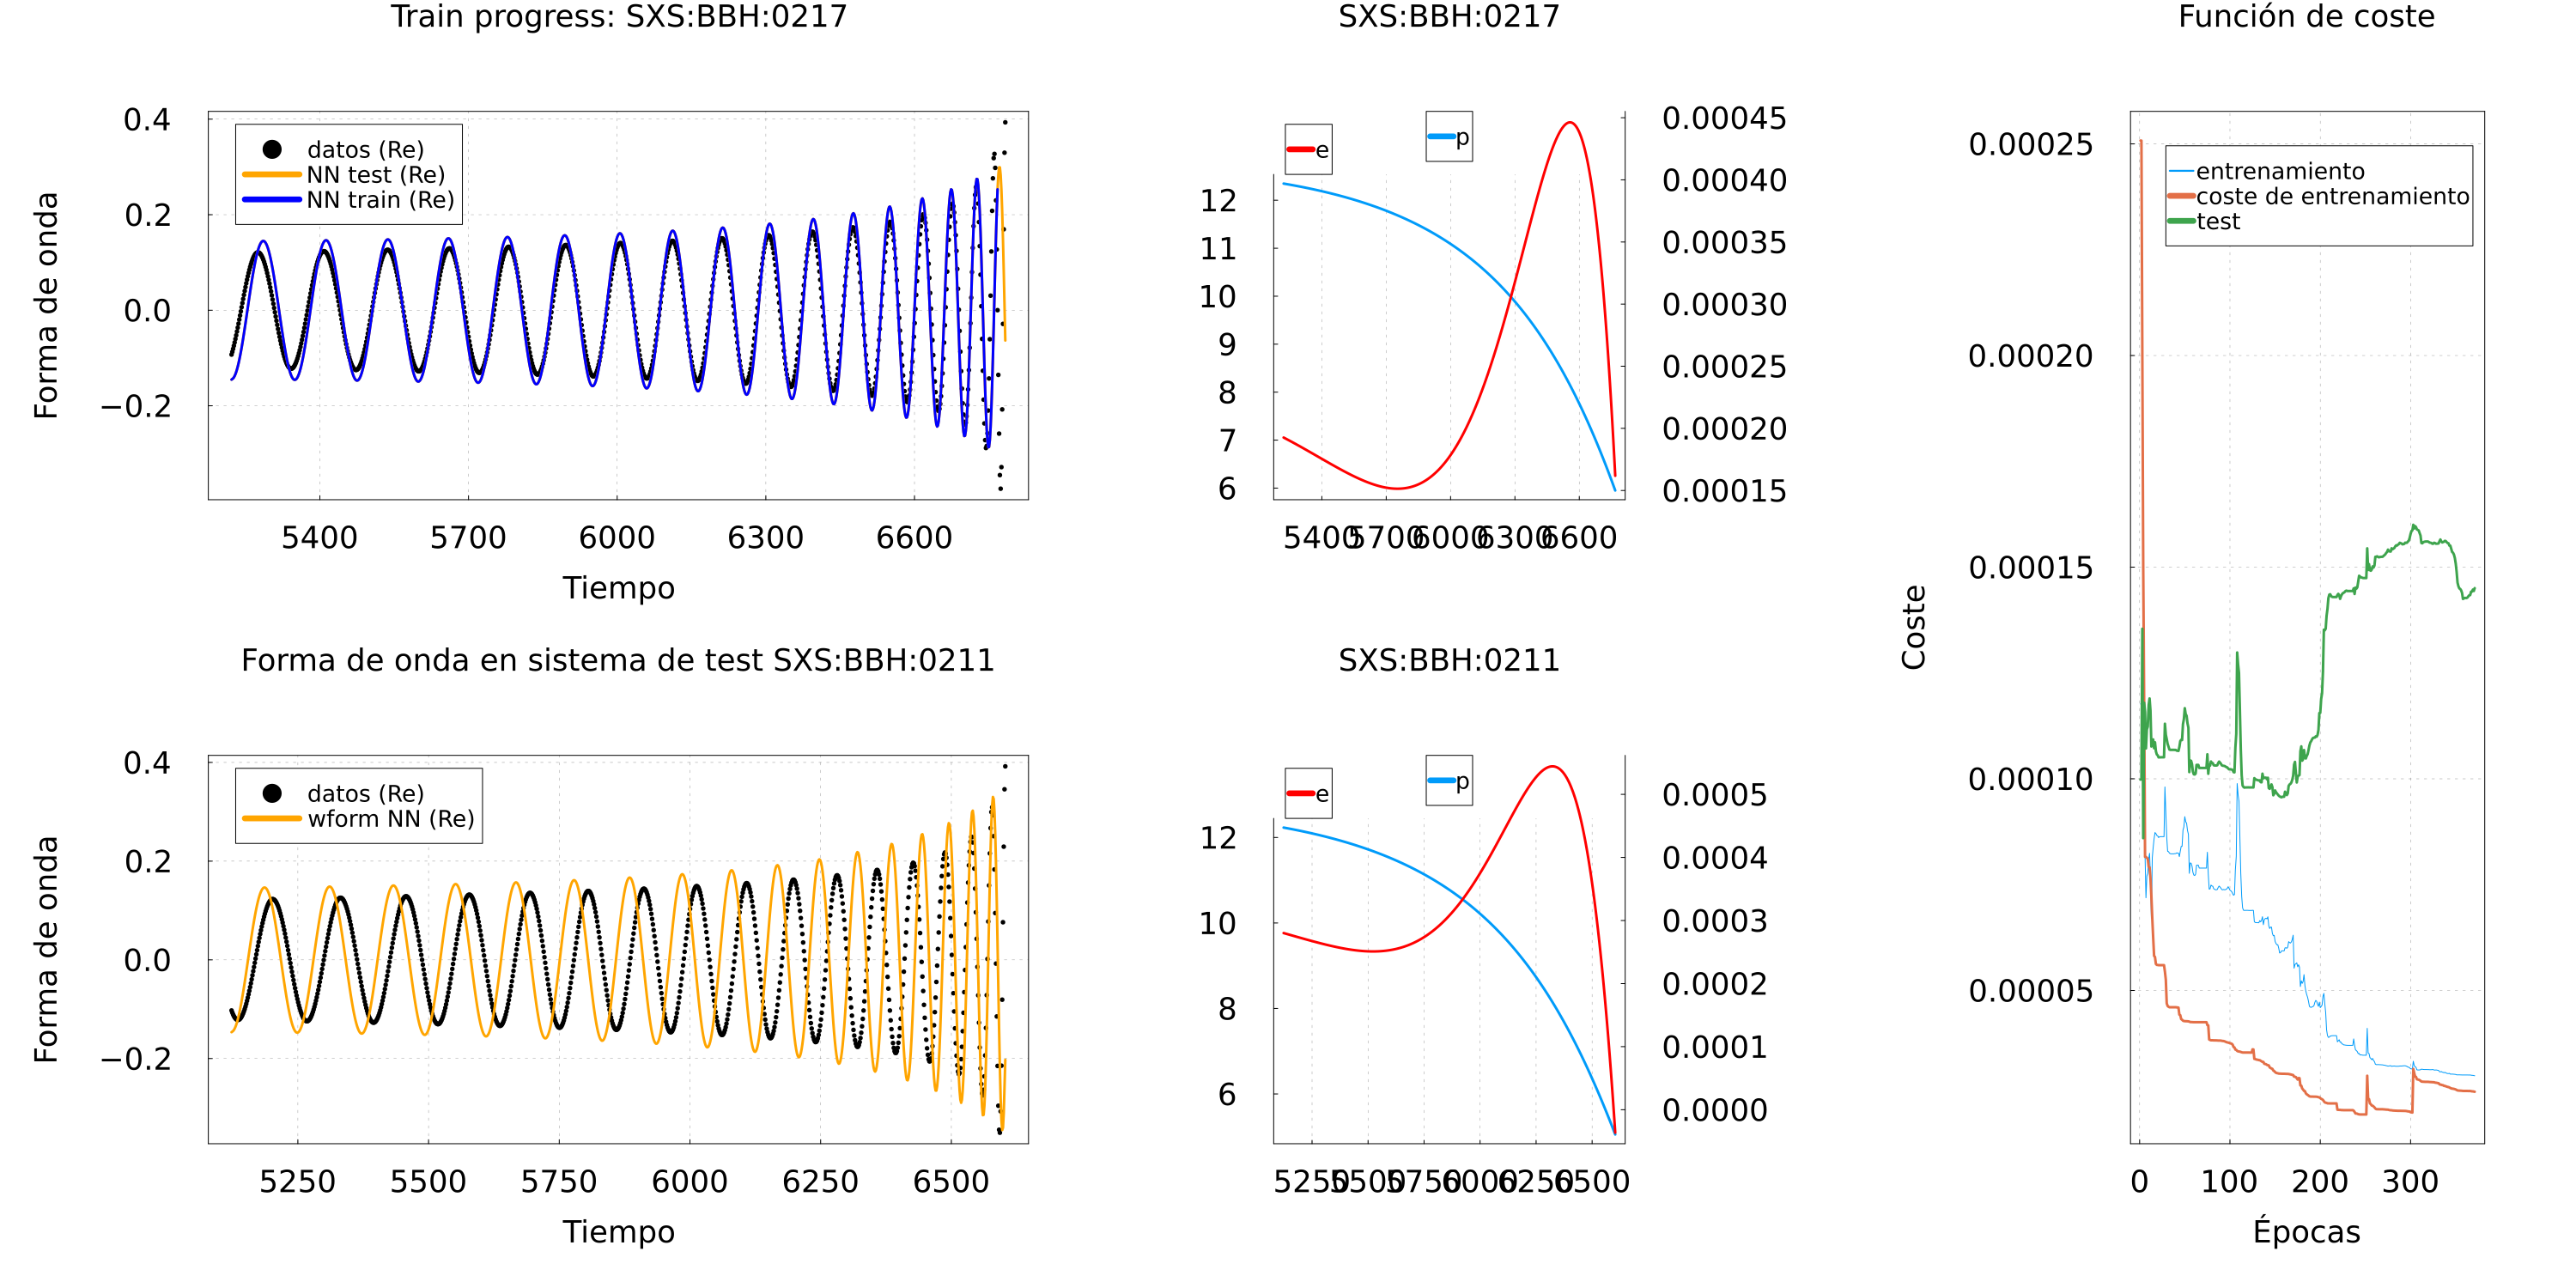 Train progress: SXS:BBH:0217
0.4
0.2
0.0
−0.2
Forma de onda
datos (Re)
NN test (Re)
NN train (Re)
5400 5700 6000 6300 6600
Tiempo
SXS:BBH:0217
e
p
12
11
10
9
8
7
6
0.00045
0.00040
0.00035
0.00030
0.00025
0.00020
0.00015
5400 5700 6000 6300 6600
Forma de onda en sistema de test SXS:BBH:0211
0.4
0.2
0.0
−0.2
Forma de onda
datos (Re)
wform NN (Re)
5250 5500 5750 6000 6250 6500
Tiempo
SXS:BBH:0211
e
p
12
10
8
6
0.0005
0.0004
0.0003
0.0002
0.0001
0.0000
5250 5500 5750 6000 6250 6500
Función de coste
Coste
0.00025
0.00020
0.00015
0.00010
0.00005
entrenamiento
coste de entrenamiento
test
0 100 200 300
Épocas